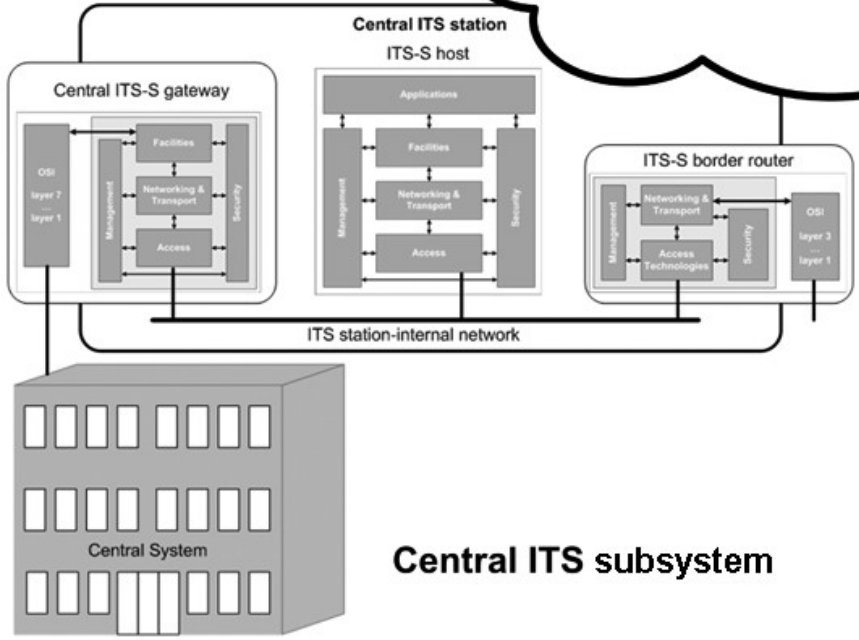 Central ITS station
ITS-S host
Central ITS-S gateway
Applications
OSI
layer 7
...
layer 1
Management
Facilities
Networking &
Transport
Access
Security
Management
Facilities
Networking &
Transport
Access
Security
ITS-S border router
Management
Networking &
Transport
Access
Technologies
Security
OSI
layer 3
...
layer 1
ITS station-internal network
Central System
Central ITS subsystem